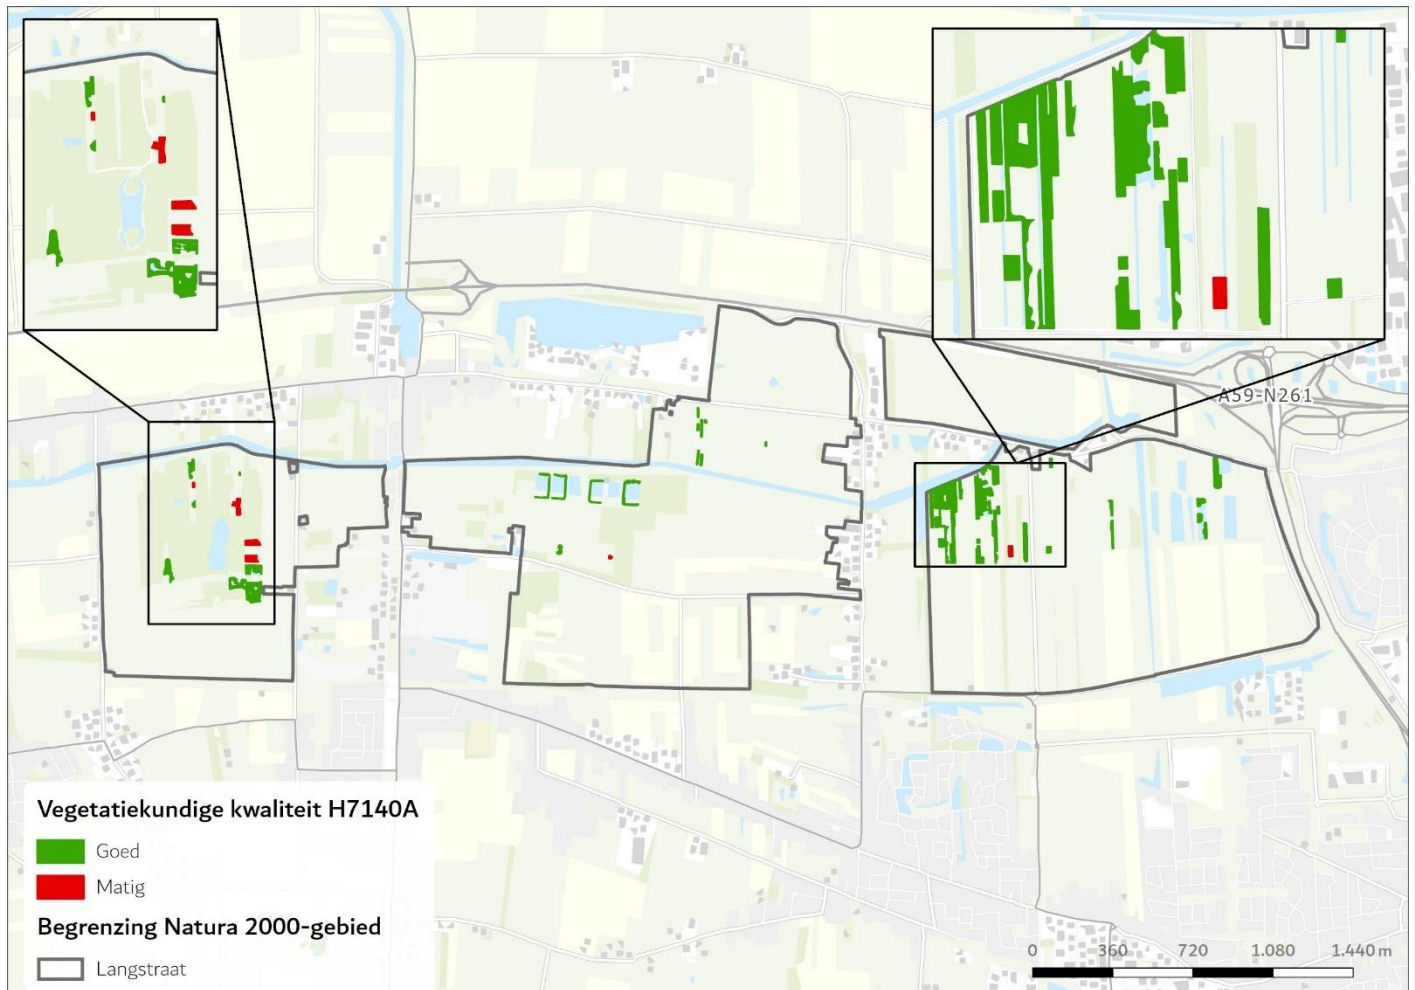 A59-N261
Vegetatiekundige kwaliteit H7140A
Goed
Matig
Begrenzing Natura 2000-gebied
Langstraat
0 360 720 1.080 1.440 m